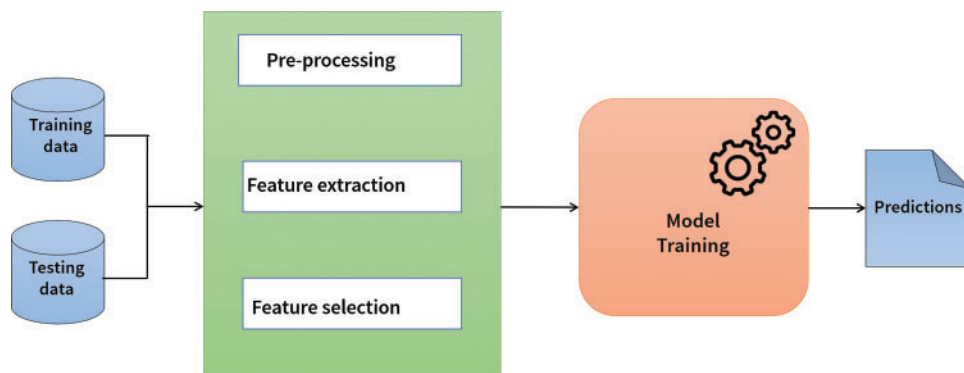 Training
data
Testing
data
Pre-processing
Feature extraction
Feature selection
Model
Training
Predictions